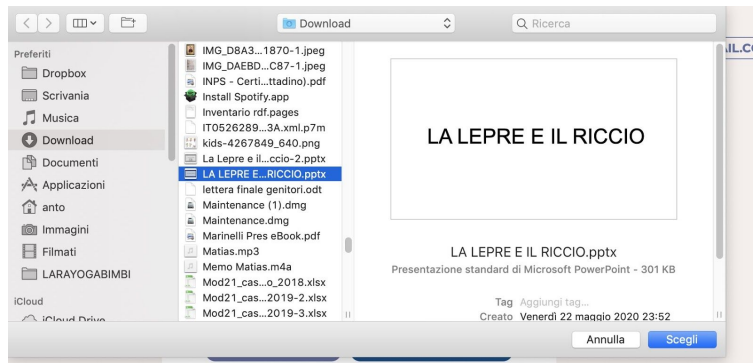 Download
Ricerca
Preferiti
Dropbox
Scrivania
Musica
Download
Documenti
Applicazioni
anto
Immagini
Filmati
LARAYOGABIMBI
iCloud
iCloud Drive
IMG_D8A3...1870-1.jpeg
IMG_DAEBD...C87-1.jpeg
INPS - Certi...ttadino).pdf
Install Spotify.app
Inventario rdf.pages
IT0526289...3A.xml.p7m
kids-4267849_640.png
La Lepre e il...ccio-2.pptx
LA LEPRE E...RICCIO.pptx
lettera finale genitori.odt
Maintenance (1).dmg
Maintenance.dmg
Marinelli Pres eBook.pdf
Matias.mp3
Memo Matias.m4a
Mod21_cas...o_2018.xlsx
Mod21_cas...2019-2.xlsx
Mod21_cas...2019-3.xlsx
LA LEPRE E IL RICCIO
LA LEPRE E IL RICCIO.pptx
Presentazione standard di Microsoft PowerPoint - 301 KB
Tag Aggiungi tag...
Creato Venerdì 22 maggio 2020 23:52
Annulla
Scegli